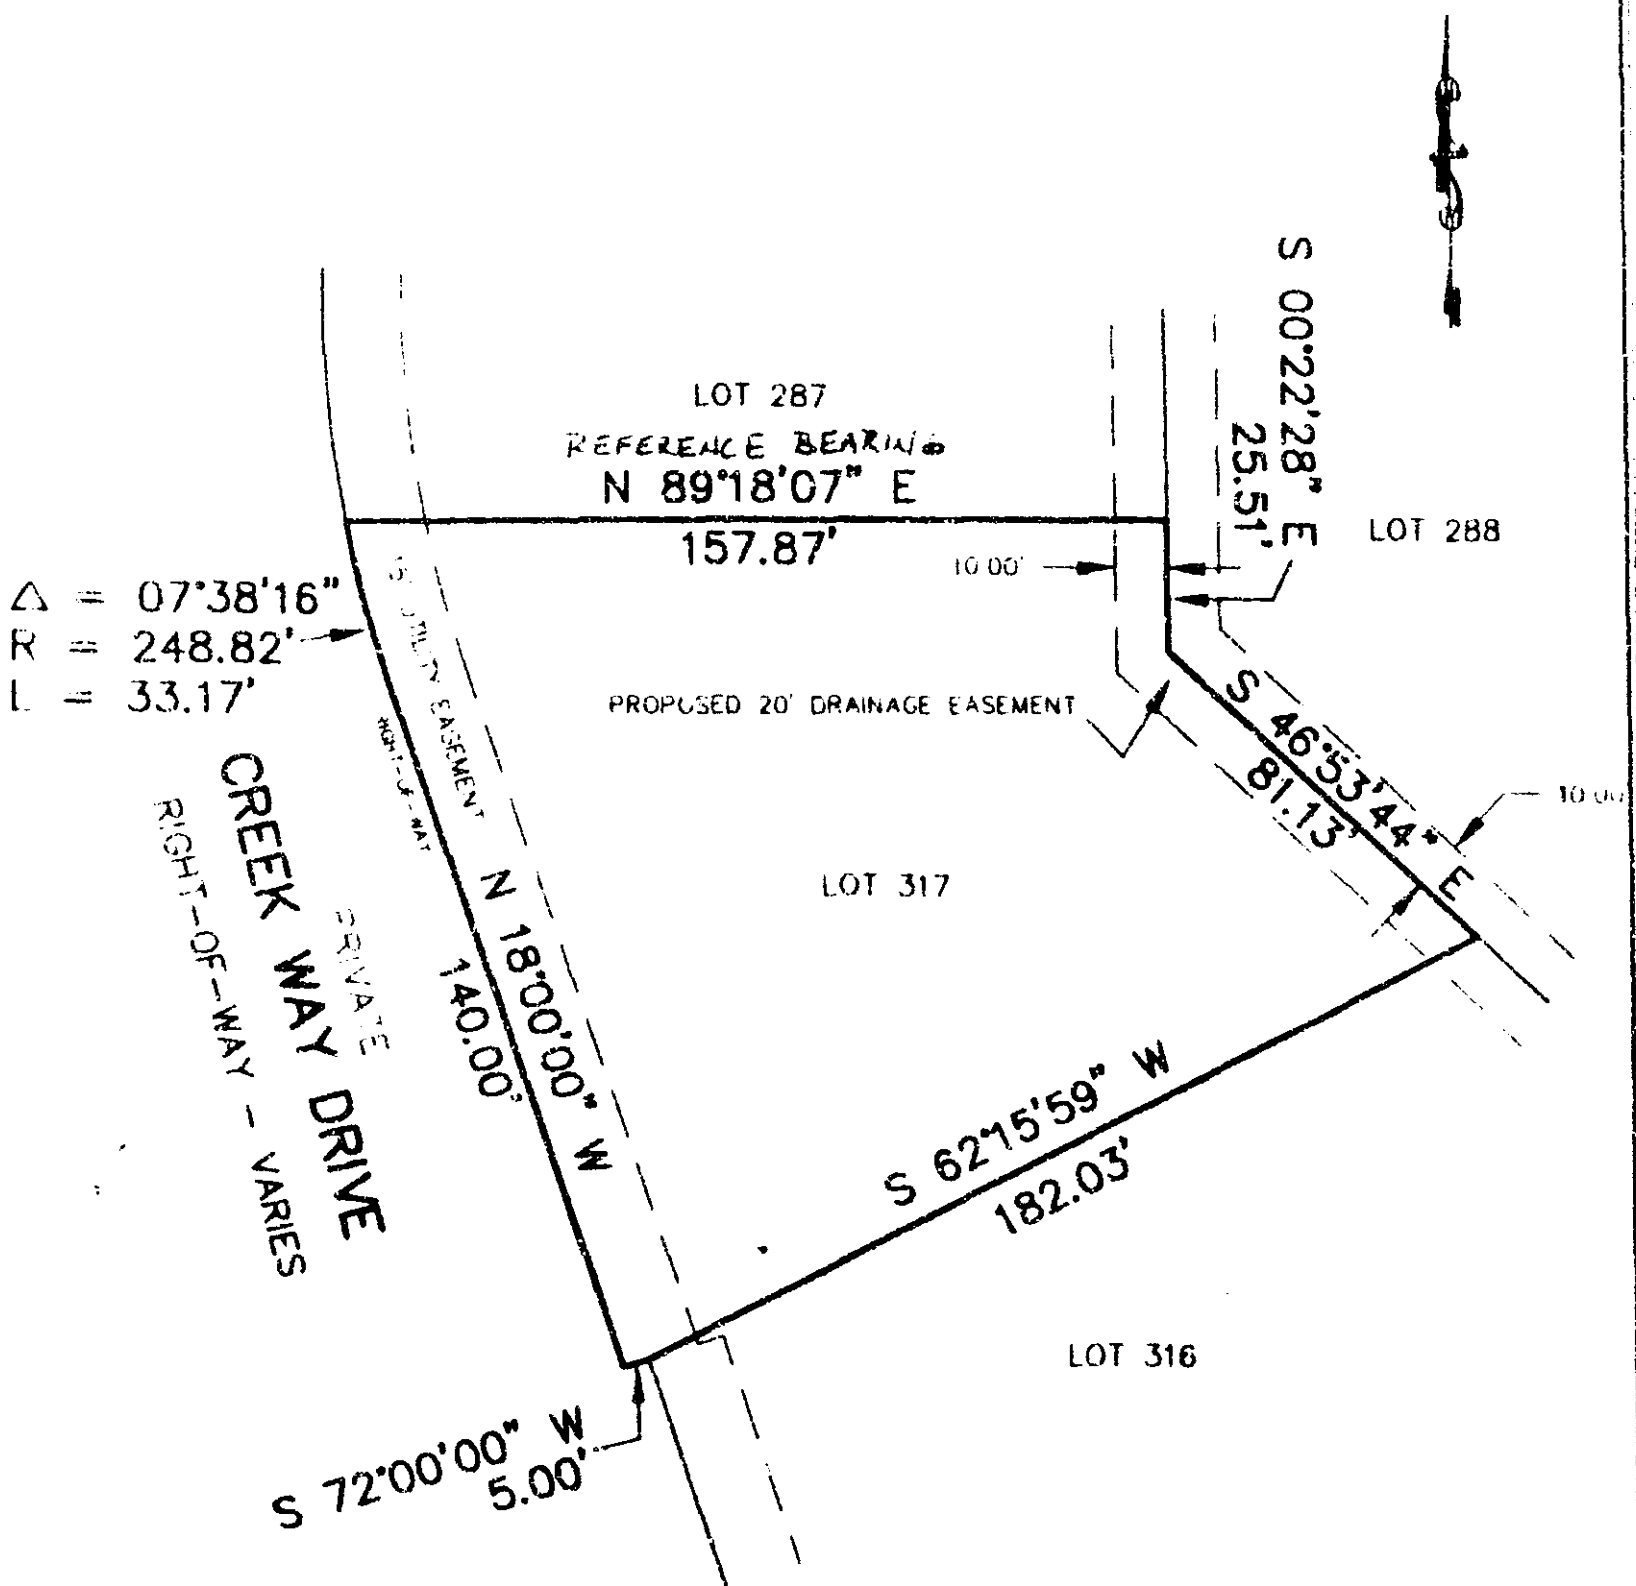 S 00°22'28" E
25.51'
LOT 287
REFERENCE BEARING
N 89°18'07" E
157.87'
LOT 288
10.00'
Δ = 07°38'16"
R = 248.82'
L = 33.17'
15' UTILITY EASEMENT
RIGHT-OF-WAY
PROPOSED 20' DRAINAGE EASEMENT
S 46°53'44" E
81.13'
10.00
LOT 317
N 18°00'00" W
140.00'
PRIVATE
CREEK WAY DRIVE
RIGHT-OF-WAY - VARIES
S 62°15'59" W
182.03'
LOT 316
S 72°00'00" W
5.00'